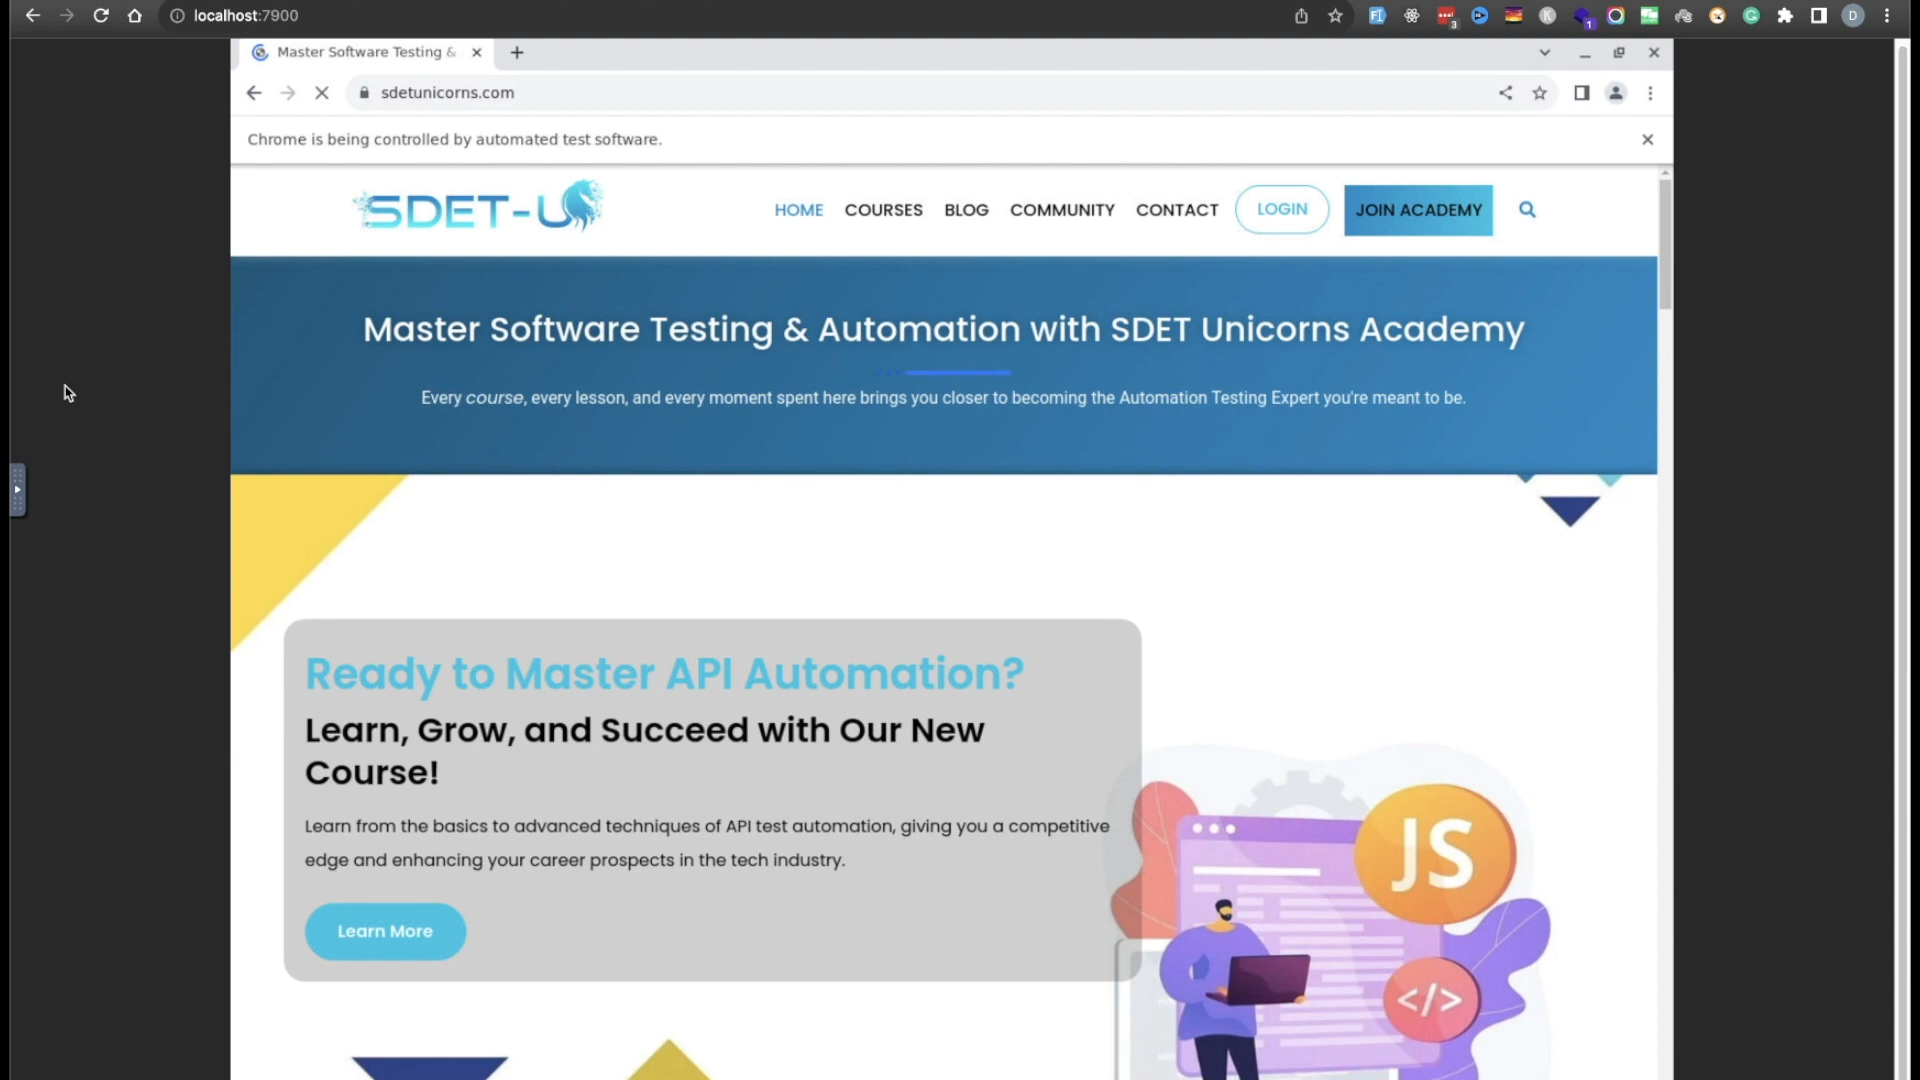 localhost:7900
3
1
D
Master Software Testing &
sdetunicorns.com
Chrome is being controlled by automated test software.
SDET-U
HOME COURSES BLOG COMMUNITY CONTACT LOGIN JOIN ACADEMY
Master Software Testing & Automation with SDET Unicorns Academy
Every course, every lesson, and every moment spent here brings you closer to becoming the Automation Testing Expert you're meant to be.
Ready to Master API Automation?
Learn, Grow, and Succeed with Our New
Course!
Learn from the basics to advanced techniques of API test automation, giving you a competitive
edge and enhancing your career prospects in the tech industry.
Learn More
JS
</>